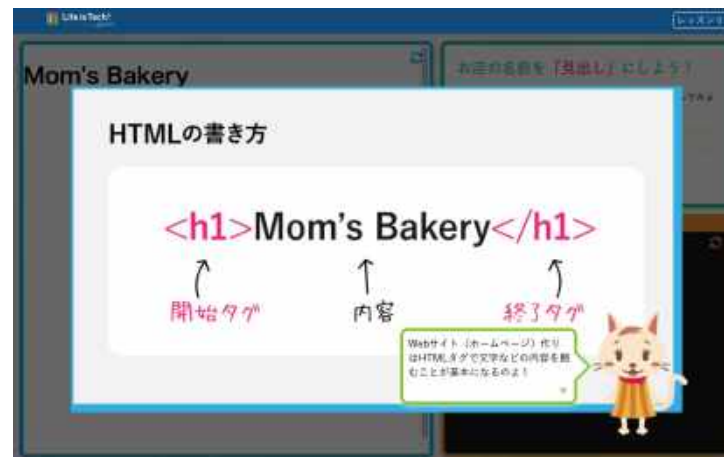 Life is Tech!
Mom's Bakery
お店の名前を「見出し」にしよう!
HTMLの書き方
<h1>Mom's Bakery</h1>
開始タグ
内容
終了タグ
Webサイト(ホームページ)作り
はHTMLタグで文字などの内容を囲
むことが基本になるのよ!